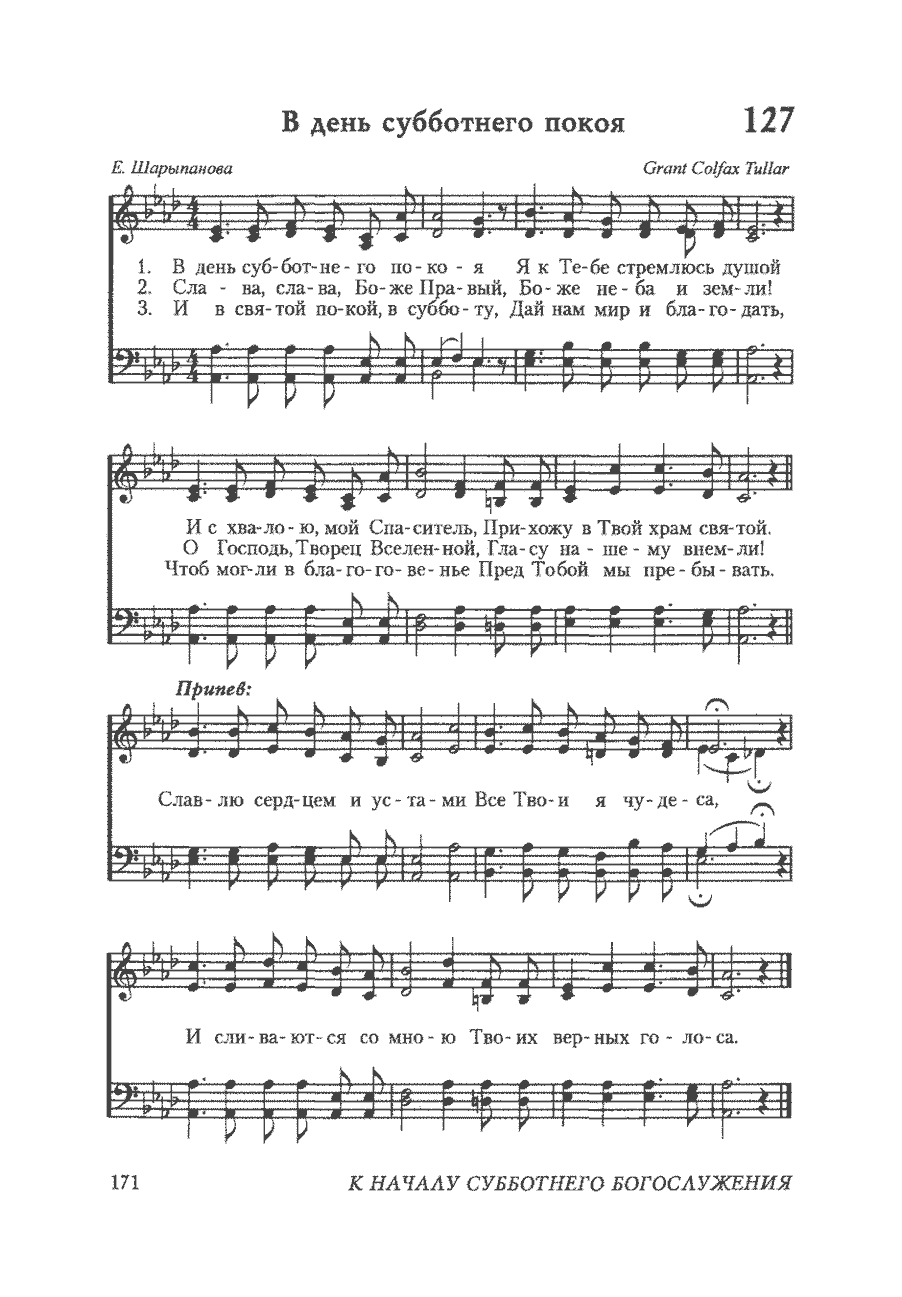 В день субботнего покоя 127
Е. Шарыпанова Grant Colfax Tullar
1. В день суб-бот-не-го по-ко-я Я к Те-бе стремлюсь душой
2. Сла-ва, сла-ва, Бо-же Пра-вый, Бо-же не-ба и зем-ли!
3. И в свя-той по-кой, в суббо-ту, Дай нам мир и бла-го-дать,
И с хва-ло-ю, мой Спа-ситель, При-хожу в Твой храм свя-той.
О Господь, Творец Вселен-ной, Гла-су на-ше-му внем-ли!
Чтоб мог-ли в бла-го-го-ве-нье Пред Тобой мы пре-бы-вать.
Припев:
Слав-лю серд-цем и ус-та-ми Все Тво-и я чу-де-са,
И сли-ва-ют-ся со мно-ю Тво-их вер-ных го-ло-са.
171 К НАЧАЛУ СУББОТНЕГО БОГОСЛУЖЕНИЯ